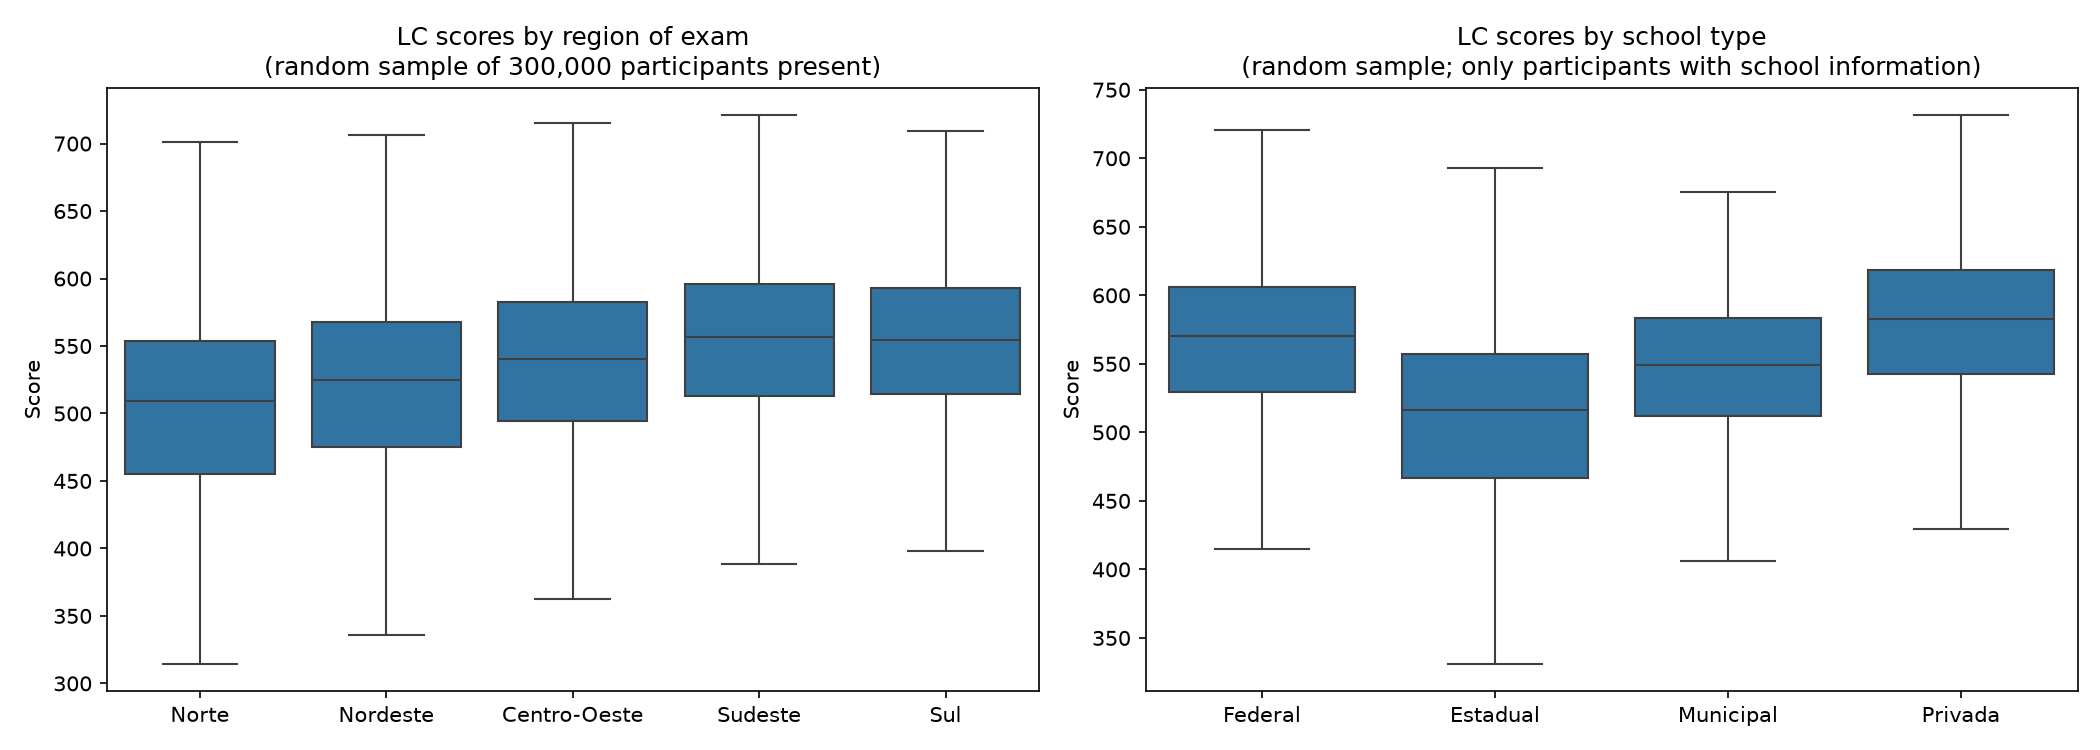 LC scores by region of exam
(random sample of 300,000 participants present)
Score
700
650
600
550
500
450
400
350
300
Norte
Nordeste
Centro-Oeste
Sudeste
Sul
LC scores by school type
(random sample; only participants with school information)
Score
750
700
650
600
550
500
450
400
350
Federal
Estadual
Municipal
Privada